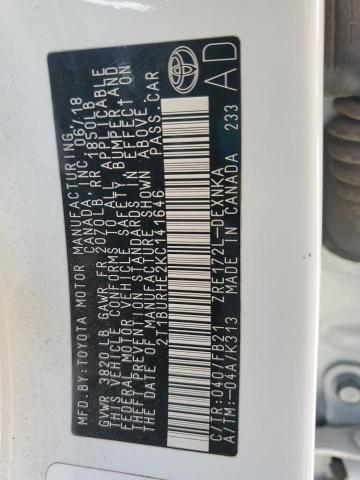 MFD.BY:TOYOTA MOTOR MANUFACTURING
CANADA, INC. 06/18
GVWR 3820LB GAWR FR 2070LB RR 1850LB
THIS VEHICLE CONFORMS TO ALL APPLICABLE
FEDERAL MOTOR VEHICLE SAFETY, BUMPER, AND
THEFT PREVENTION STANDARDS IN EFFECT ON
THE DATE OF MANUFACTURE SHOWN ABOVE.
2T1BURHE2KC141646 PASS.CAR
ZRE172L-DEXNKA
C/TR:040/FB21
A/TM:-04A/K313 MADE IN CANADA 233
TOYOTA
AD